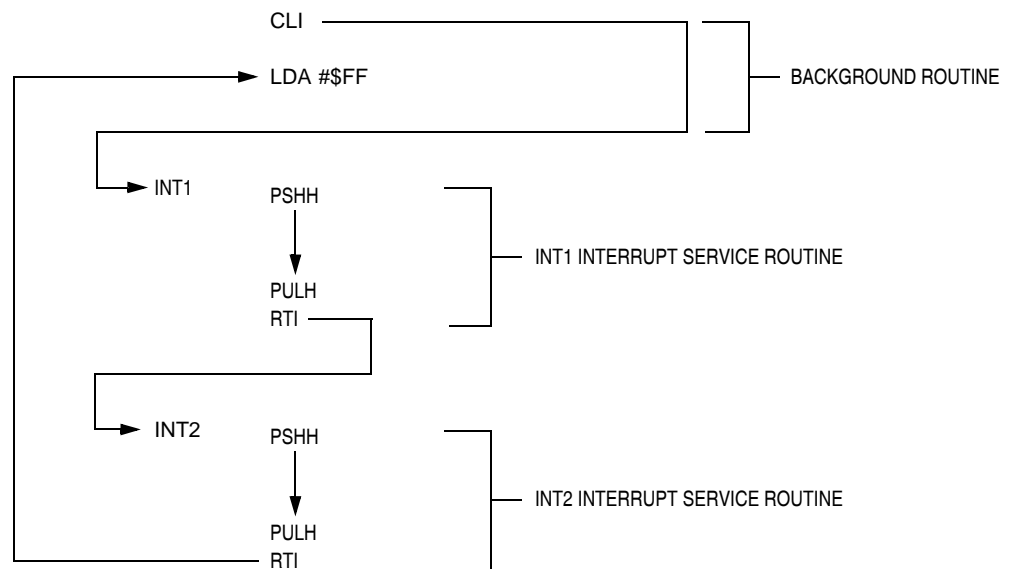 CLI
LDA #$FF
BACKGROUND ROUTINE
INT1
PSHH
INT1 INTERRUPT SERVICE ROUTINE
PULH
RTI
INT2
PSHH
INT2 INTERRUPT SERVICE ROUTINE
PULH
RTI